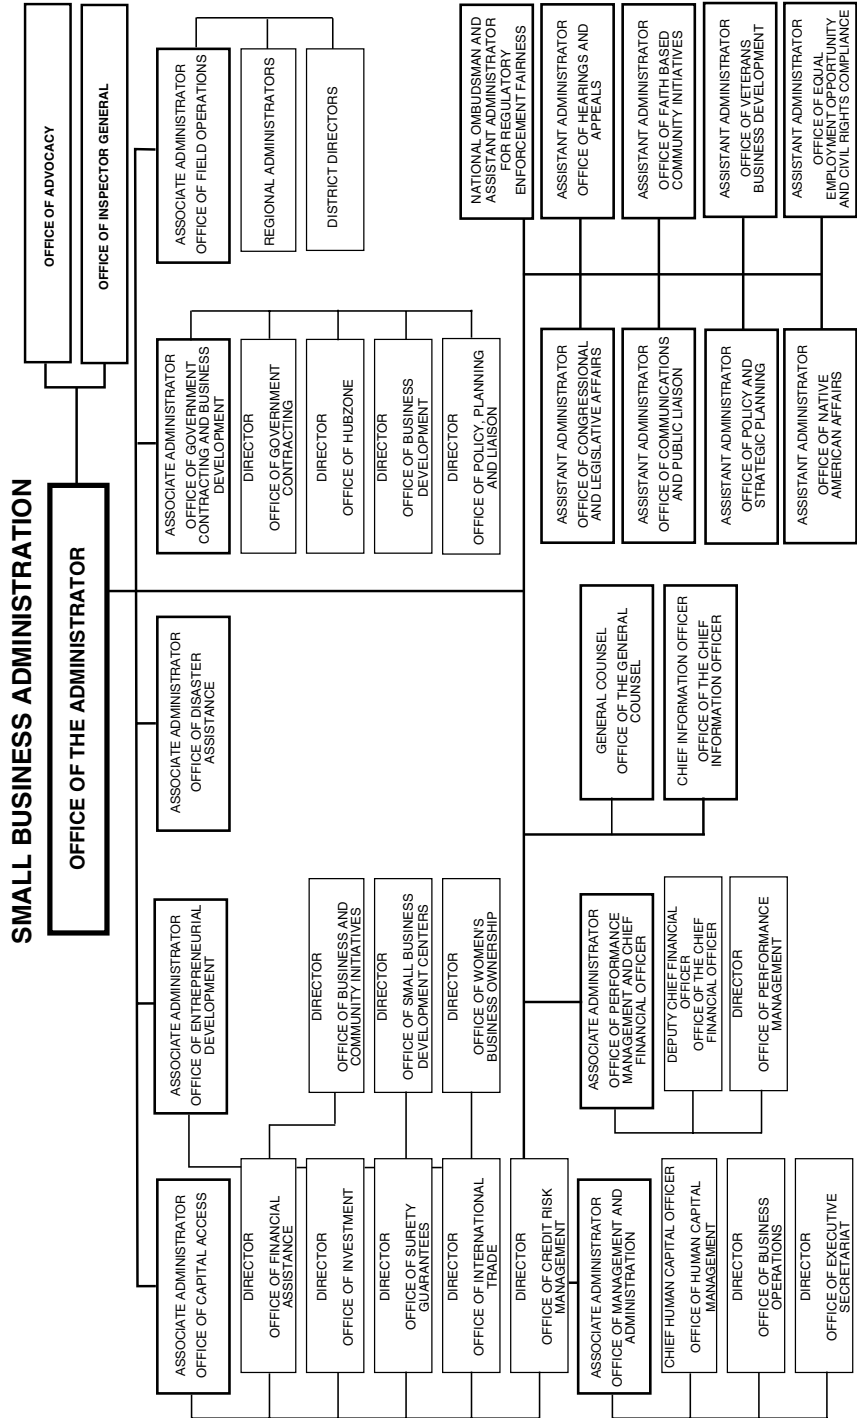 SMALL BUSINESS ADMINISTRATION
OFFICE OF THE ADMINISTRATOR
OFFICE OF ADVOCACY
OFFICE OF INSPECTOR GENERAL
ASSOCIATE ADMINISTRATOR
OFFICE OF CAPITAL ACCESS
DIRECTOR
OFFICE OF FINANCIAL
ASSISTANCE
DIRECTOR
OFFICE OF INVESTMENT
DIRECTOR
OFFICE OF SURETY
GUARANTEES
DIRECTOR
OFFICE OF INTERNATIONAL
TRADE
DIRECTOR
OFFICE OF CREDIT RISK
MANAGEMENT
ASSOCIATE ADMINISTRATOR
OFFICE OF ENTREPRENEURIAL
DEVELOPMENT
DIRECTOR
OFFICE OF BUSINESS AND
COMMUNITY INITIATIVES
DIRECTOR
OFFICE OF SMALL BUSINESS
DEVELOPMENT CENTERS
DIRECTOR
OFFICE OF WOMEN'S
BUSINESS OWNERSHIP
ASSOCIATE ADMINISTRATOR
OFFICE OF DISASTER
ASSISTANCE
ASSOCIATE ADMINISTRATOR
OFFICE OF GOVERNMENT
CONTRACTING AND BUSINESS
DEVELOPMENT
DIRECTOR
OFFICE OF GOVERNMENT
CONTRACTING
DIRECTOR
OFFICE OF HUBZONE
DIRECTOR
OFFICE OF BUSINESS
DEVELOPMENT
DIRECTOR
OFFICE OF POLICY, PLANNING
AND LIAISON
ASSOCIATE ADMINISTRATOR
OFFICE OF FIELD OPERATIONS
REGIONAL ADMINISTRATORS
DISTRICT DIRECTORS
ASSOCIATE ADMINISTRATOR
OFFICE OF MANAGEMENT AND
ADMINISTRATION
CHIEF HUMAN CAPITAL OFFICER
OFFICE OF HUMAN CAPITAL
MANAGEMENT
DIRECTOR
OFFICE OF BUSINESS
OPERATIONS
DIRECTOR
OFFICE OF EXECUTIVE
SECRETARIAT
ASSOCIATE ADMINISTRATOR
OFFICE OF PERFORMANCE
MANAGEMENT AND CHIEF
FINANCIAL OFFICER
DEPUTY CHIEF FINANCIAL
OFFICER
OFFICE OF THE CHIEF
FINANCIAL OFFICER
DIRECTOR
OFFICE OF PERFORMANCE
MANAGEMENT
GENERAL COUNSEL
OFFICE OF THE GENERAL
COUNSEL
CHIEF INFORMATION OFFICER
OFFICE OF THE CHIEF
INFORMATION OFFICER
ASSISTANT ADMINISTRATOR
OFFICE OF CONGRESSIONAL
AND LEGISLATIVE AFFAIRS
ASSISTANT ADMINISTRATOR
OFFICE OF COMMUNICATIONS
AND PUBLIC LIAISON
ASSISTANT ADMINISTRATOR
OFFICE OF POLICY AND
STRATEGIC PLANNING
ASSISTANT ADMINISTRATOR
OFFICE OF NATIVE
AMERICAN AFFAIRS
NATIONAL OMBUDSMAN AND
ASSISTANT ADMINISTRATOR
FOR REGULATORY
ENFORCEMENT FAIRNESS
ASSISTANT ADMINISTRATOR
OFFICE OF HEARINGS AND
APPEALS
ASSISTANT ADMINISTRATOR
OFFICE OF FAITH BASED
COMMUNITY INITIATIVES
ASSISTANT ADMINISTRATOR
OFFICE OF VETERANS
BUSINESS DEVELOPMENT
ASSISTANT ADMINISTRATOR
OFFICE OF EQUAL
EMPLOYMENT OPPORTUNITY
AND CIVIL RIGHTS COMPLIANCE